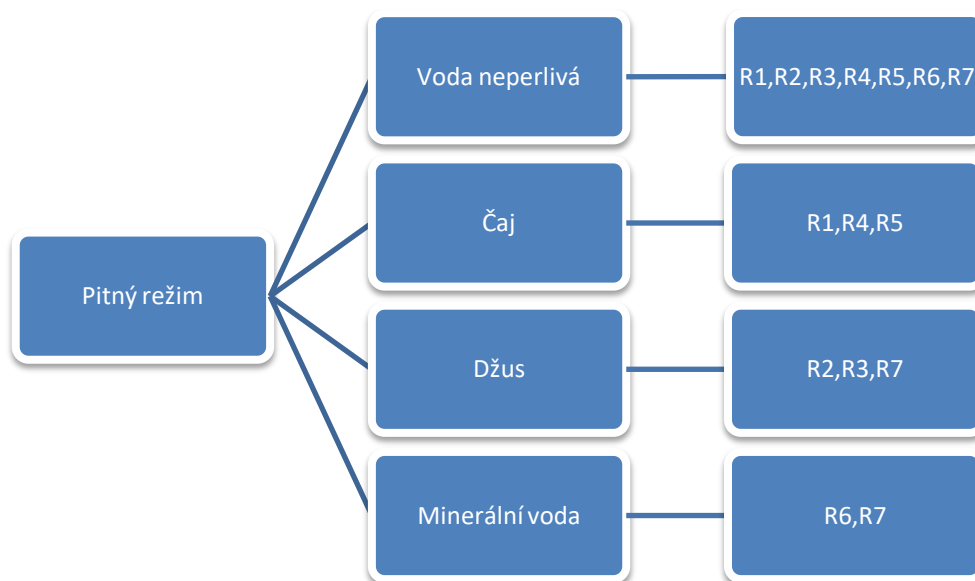 Pitný režim
Voda neperlivá
R1,R2,R3,R4,R5,R6,R7
Čaj
R1,R4,R5
Džus
R2,R3,R7
Minerální voda
R6,R7